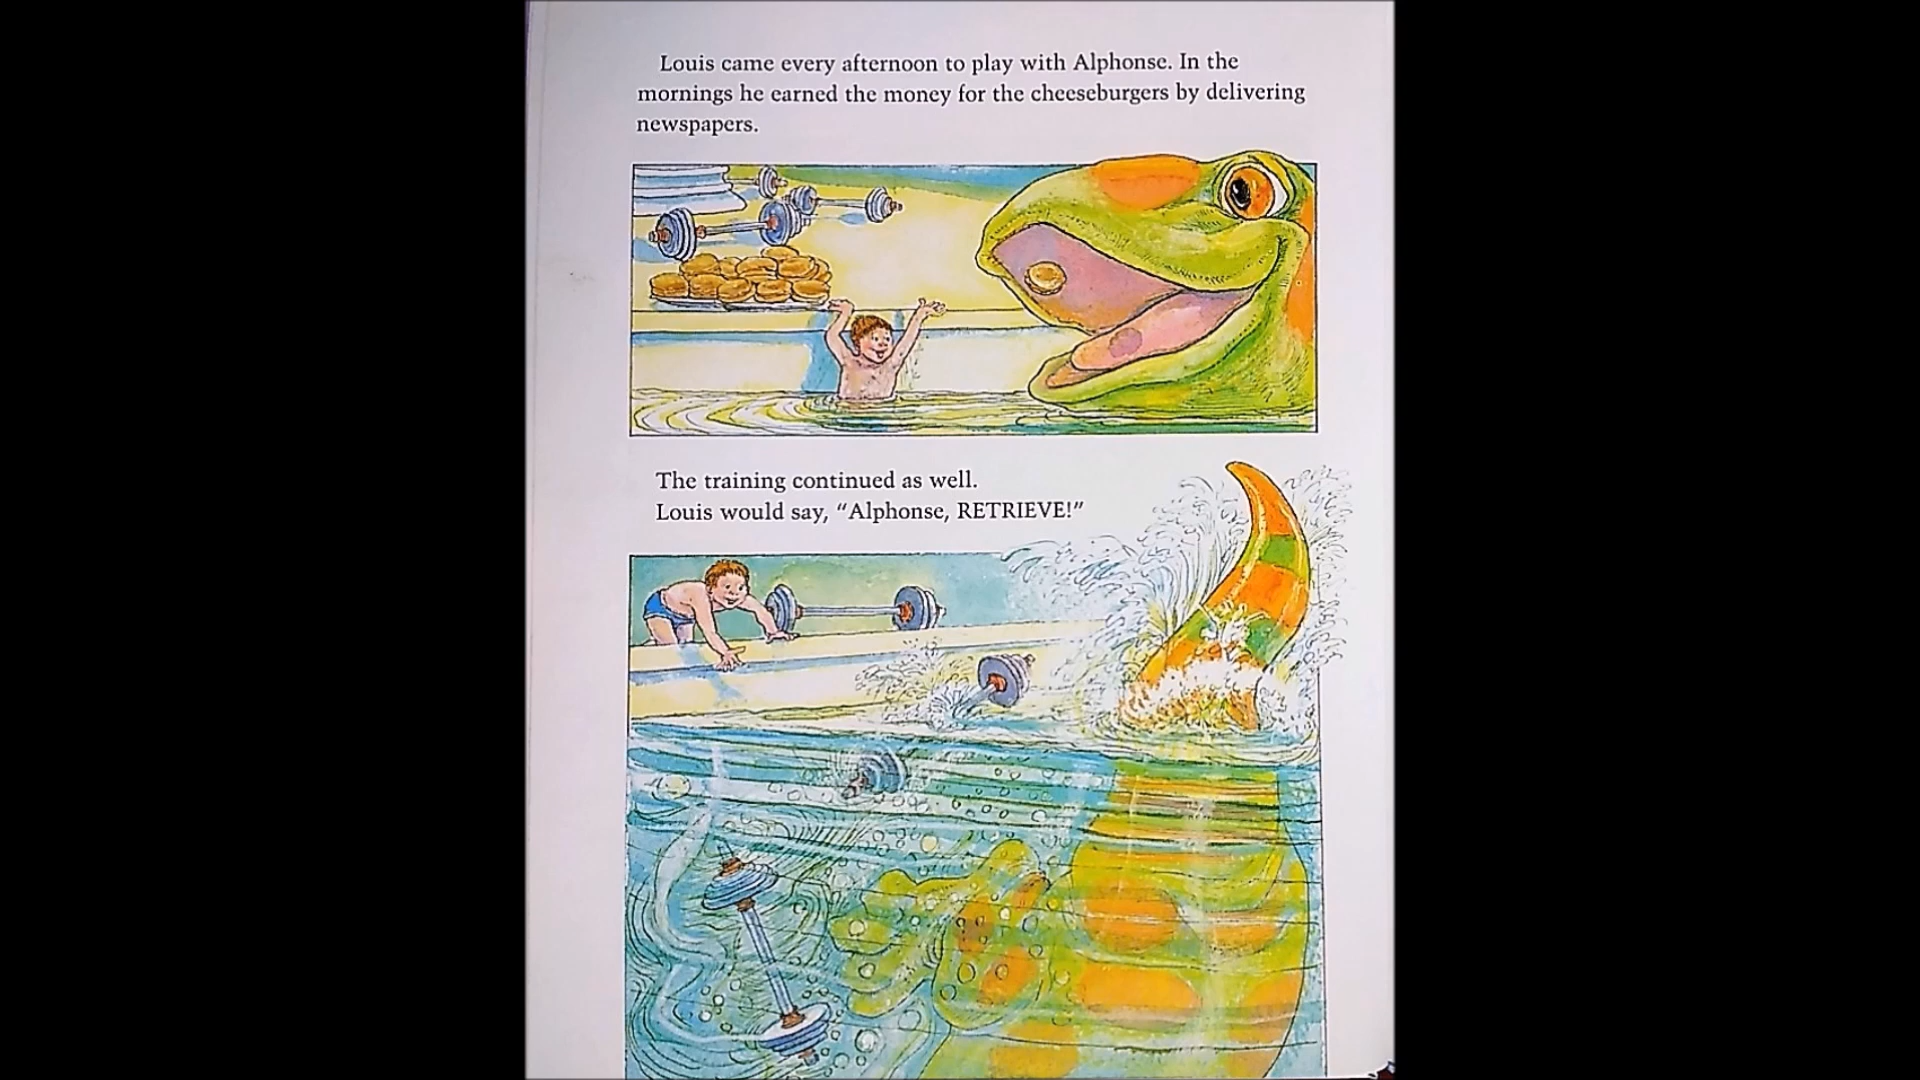 Louis came every afternoon to play with Alphonse. In the
mornings he earned the money for the cheeseburgers by delivering
newspapers.
The training continued as well.
Louis would say, “Alphonse, RETRIEVE!”